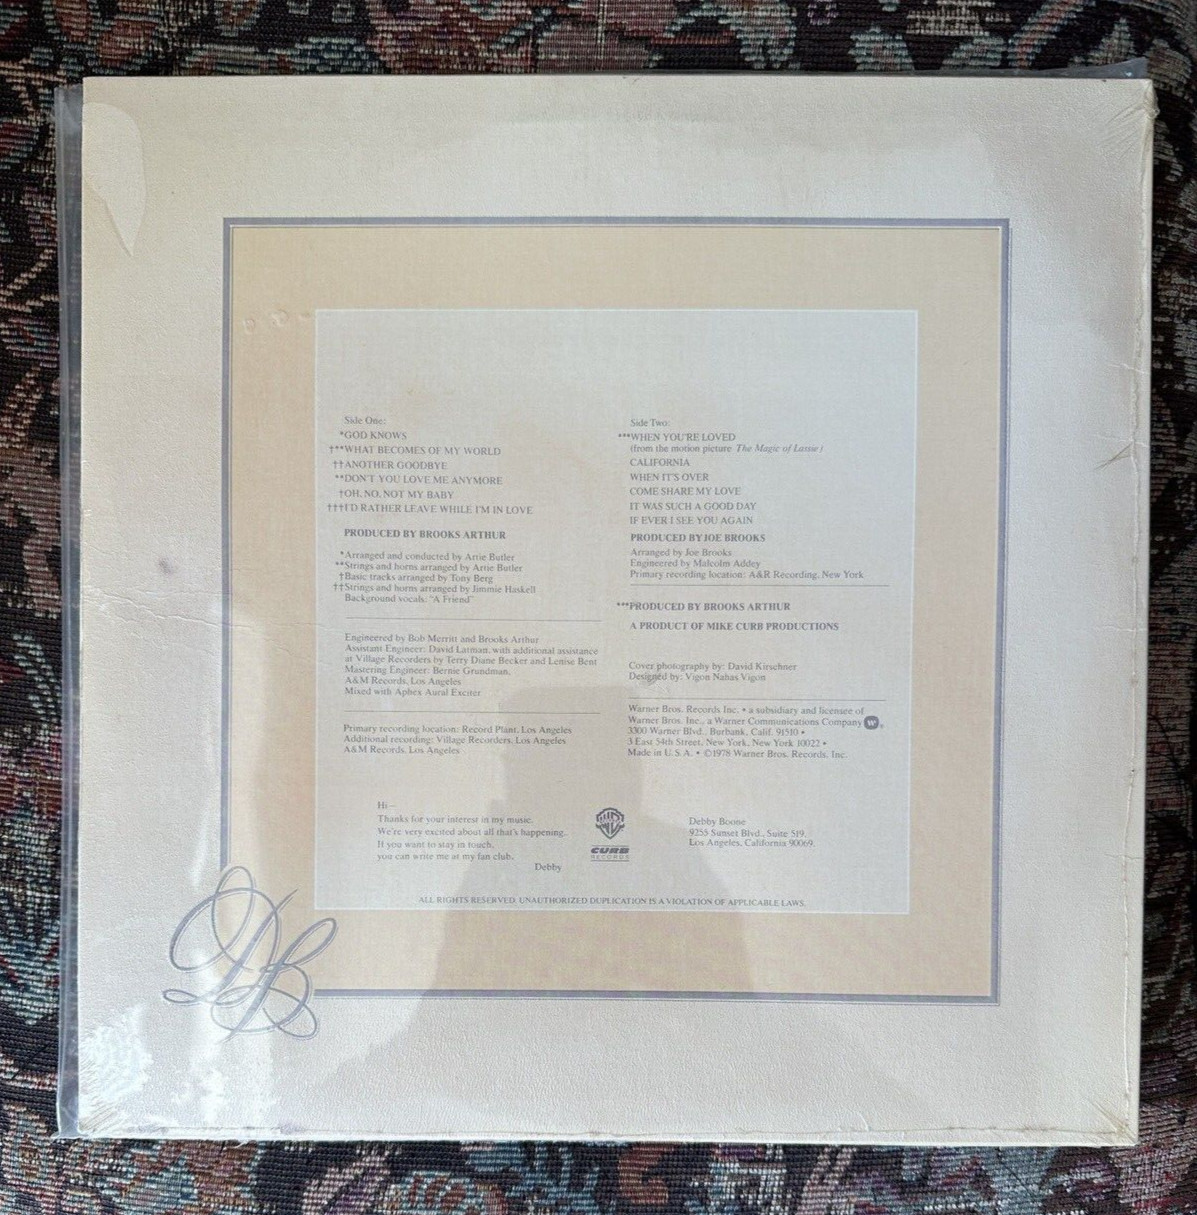 Side One:
*GOD KNOWS
†**WHAT BECOMES OF MY WORLD
††ANOTHER GOODBYE
**DON'T YOU LOVE ME ANYMORE
†OH, NO, NOT MY BABY
†††I'D RATHER LEAVE WHILE I'M IN LOVE
PRODUCED BY BROOKS ARTHUR
*Arranged and conducted by Artie Butler
**Strings and horns arranged by Artie Butler
†Basic tracks arranged by Tony Berg
††Strings and horns arranged by Jimmie Haskell
Background vocals: "A Friend"
Engineered by Bob Merritt and Brooks Arthur
Assistant Engineer: David Latman, with additional assistance
at Village Recorders by Terry Diane Becker and Lenise Bent
Mastering Engineer: Bernie Grundman,
A&M Records, Los Angeles
Mixed with Aphex Aural Exciter
Primary recording location: Record Plant, Los Angeles
Additional recording: Village Recorders, Los Angeles
A&M Records, Los Angeles
Side Two:
***WHEN YOU'RE LOVED
(from the motion picture The Magic of Lassie)
CALIFORNIA
WHEN IT'S OVER
COME SHARE MY LOVE
IT WAS SUCH A GOOD DAY
IF EVER I SEE YOU AGAIN
PRODUCED BY JOE BROOKS
Arranged by Joe Brooks
Engineered by Malcolm Addey
Primary recording location: A&R Recording, New York
***PRODUCED BY BROOKS ARTHUR
A PRODUCT OF MIKE CURB PRODUCTIONS
Cover photography by: David Kirschner
Designed by: Vigon Nahas Vigon
Warner Bros. Records Inc. • a subsidiary and licensee of
Warner Bros. Inc., a Warner Communications Company
3300 Warner Blvd., Burbank, Calif. 91510 •
3 East 54th Street, New York, New York 10022 •
Made in U.S.A. • ©1978 Warner Bros. Records, Inc.
Hi—
Thanks for your interest in my music.
We're very excited about all that's happening.
If you want to stay in touch,
you can write me at my fan club.
Debby
WB
CURB
RECORDS
Debby Boone
9255 Sunset Blvd., Suite 519,
Los Angeles, California 90069.
ALL RIGHTS RESERVED. UNAUTHORIZED DUPLICATION IS A VIOLATION OF APPLICABLE LAWS.
DB